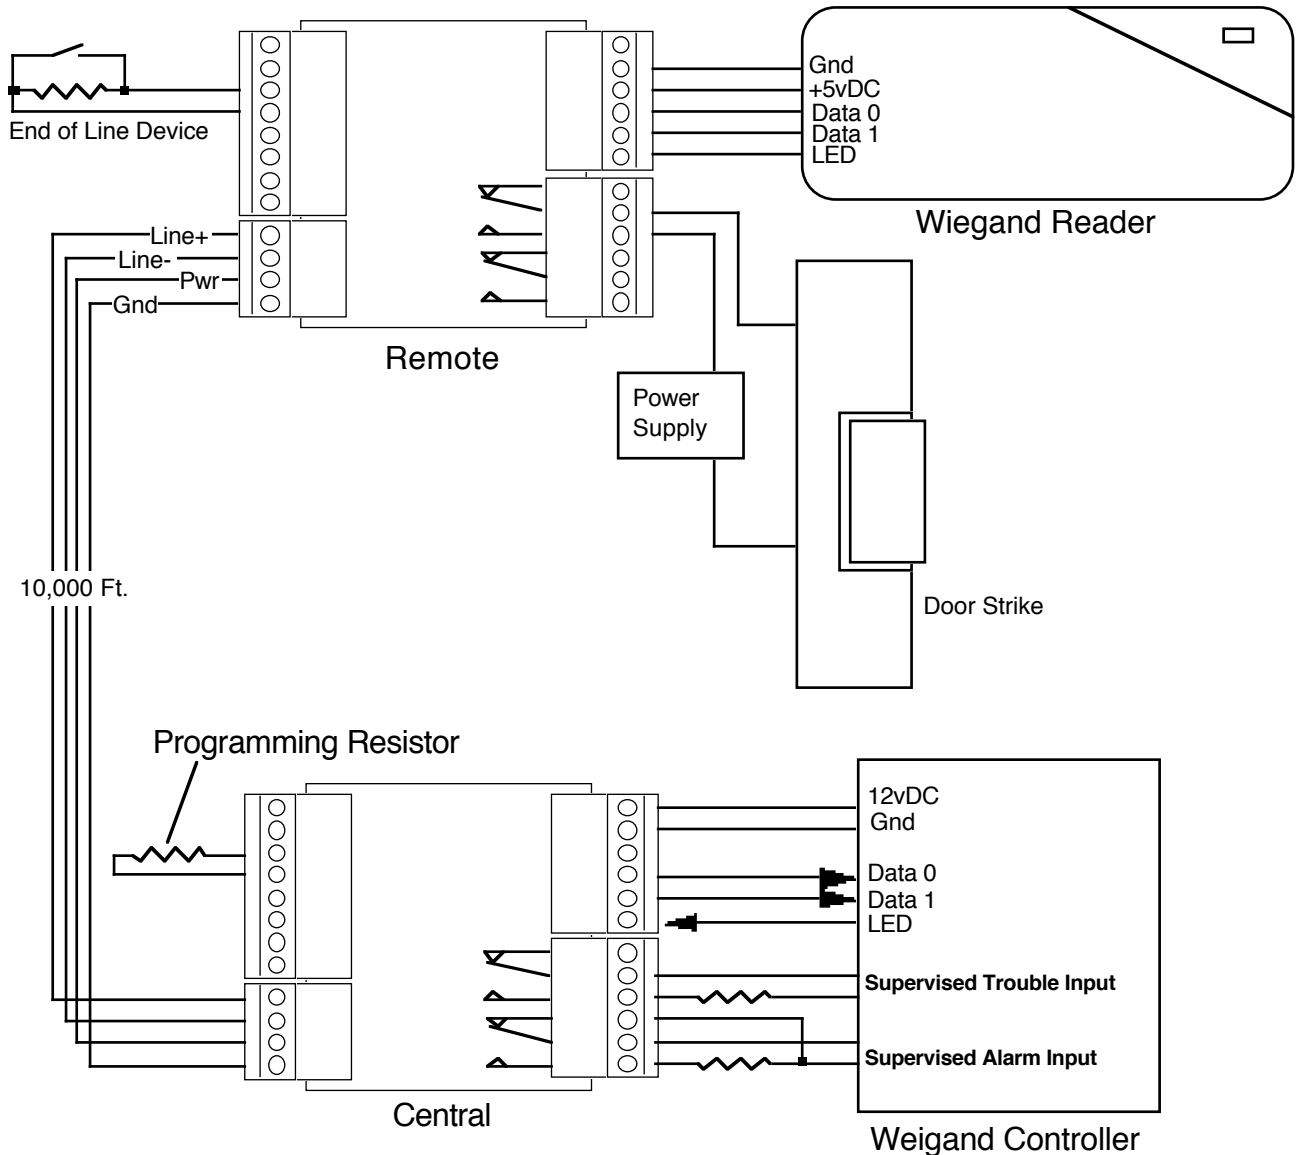 End of Line Device
Gnd
+5vDC
Data 0
Data 1
LED
Wiegand Reader
Line+
Line-
Pwr
Gnd
Remote
Power
Supply
10,000 Ft.
Door Strike
Programming Resistor
12vDC
Gnd
Data 0
Data 1
LED
Supervised Trouble Input
Supervised Alarm Input
Central
Weigand Controller